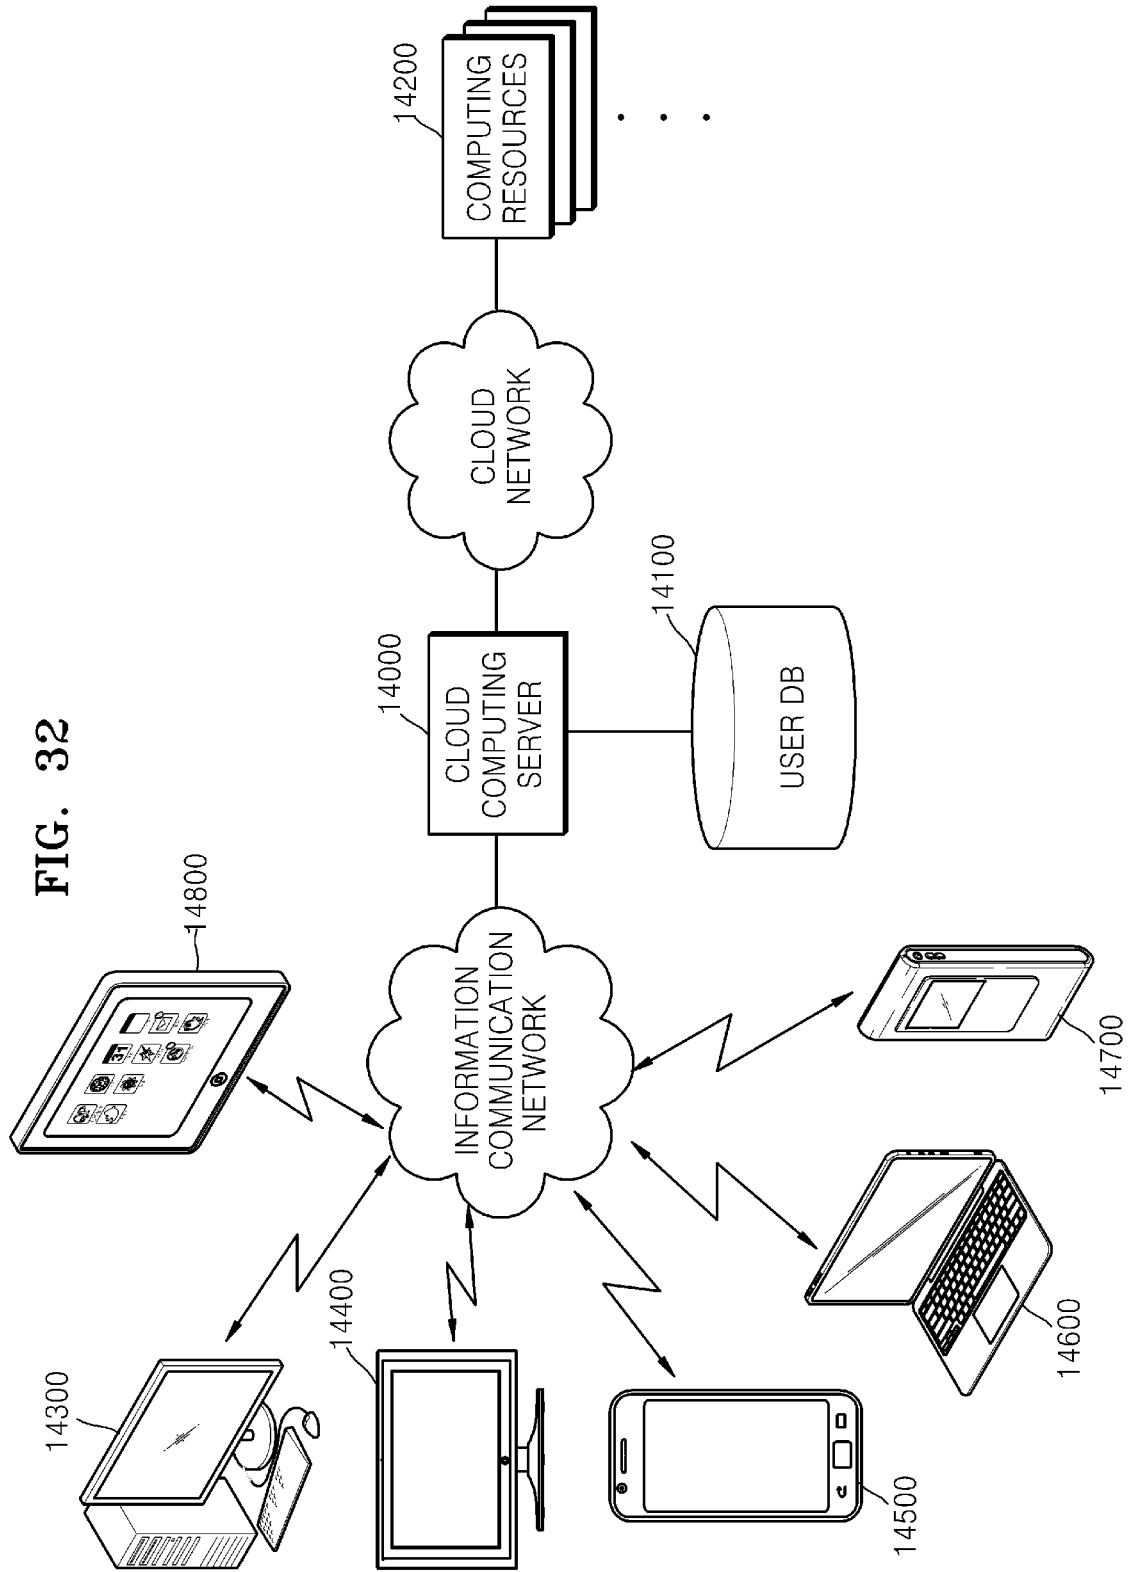 FIG. 32
14800
14300
31
14400
INFORMATION
COMMUNICATION
NETWORK
14000
CLOUD
COMPUTING
SERVER
CLOUD
NETWORK
14200
COMPUTING
RESOURCES
14100
USER DB
14500
14600
14700